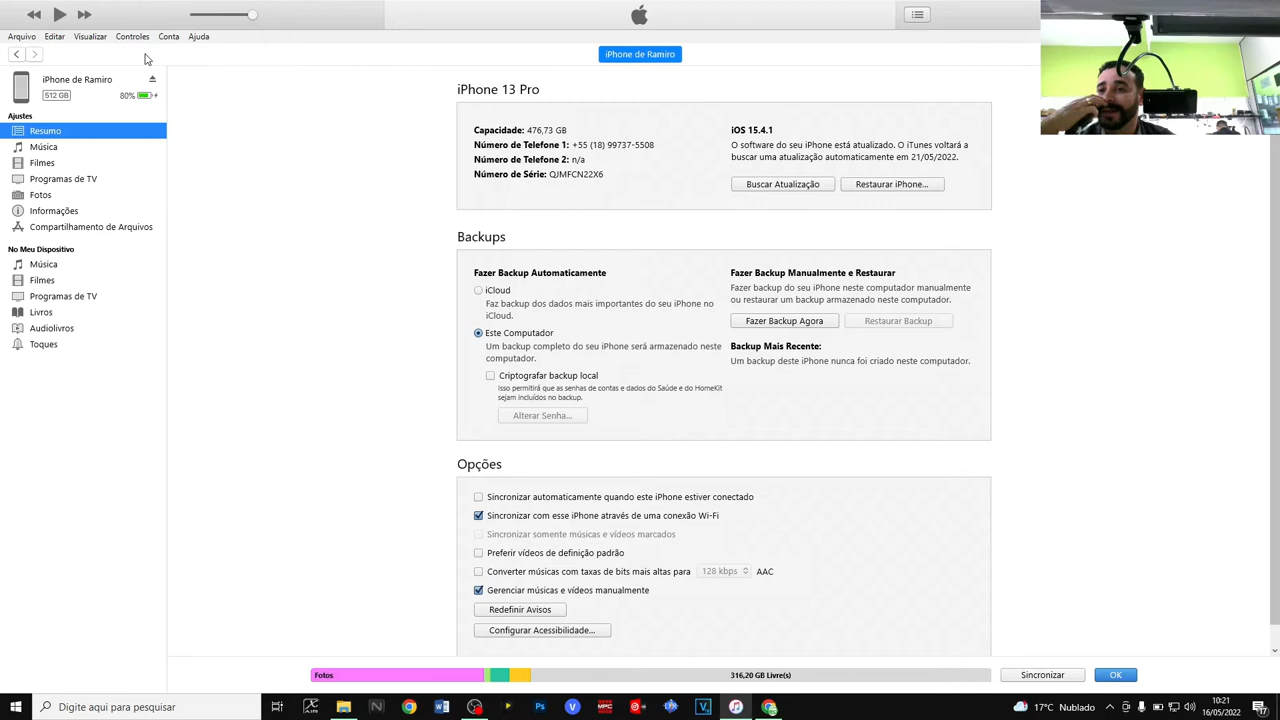 Arquivo Editar Visualizar Controles Conta Ajuda
iPhone de Ramiro
iPhone de Ramiro
512 GB 80%
Ajustes
Resumo
Música
Filmes
Programas de TV
Fotos
Informações
Compartilhamento de Arquivos
No Meu Dispositivo
Música
Filmes
Programas de TV
Livros
Audiolivros
Toques
iPhone 13 Pro
Capacidade: 476,73 GB
Número de Telefone 1: +55 (18) 99737-5508
Número de Telefone 2: n/a
Número de Série: QJMFCN22X6
iOS 15.4.1
O software do seu iPhone está atualizado. O iTunes voltará a
buscar uma atualização automaticamente em 21/05/2022.
Buscar Atualização Restaurar iPhone...
Backups
Fazer Backup Automaticamente
iCloud
Faz backup dos dados mais importantes do seu iPhone no
iCloud.
Este Computador
Um backup completo do seu iPhone será armazenado neste
computador.
Criptografar backup local
Isso permitirá que as senhas de contas e dados do Saúde e do HomeKit
sejam incluídos no backup.
Alterar Senha...
Fazer Backup Manualmente e Restaurar
Fazer backup do seu iPhone neste computador manualmente
ou restaurar um backup armazenado neste computador.
Fazer Backup Agora Restaurar Backup
Backup Mais Recente:
Um backup deste iPhone nunca foi criado neste computador.
Opções
Sincronizar automaticamente quando este iPhone estiver conectado
Sincronizar com esse iPhone através de uma conexão Wi-Fi
Sincronizar somente músicas e vídeos marcados
Preferir vídeos de definição padrão
Converter músicas com taxas de bits mais altas para 128 kbps AAC
Gerenciar músicas e vídeos manualmente
Redefinir Avisos
Configurar Acessibilidade...
Fotos 316,20 GB Livre(s) Sincronizar OK
Digite aqui para pesquisar 17°C Nublado 10:21
16/05/2022 17